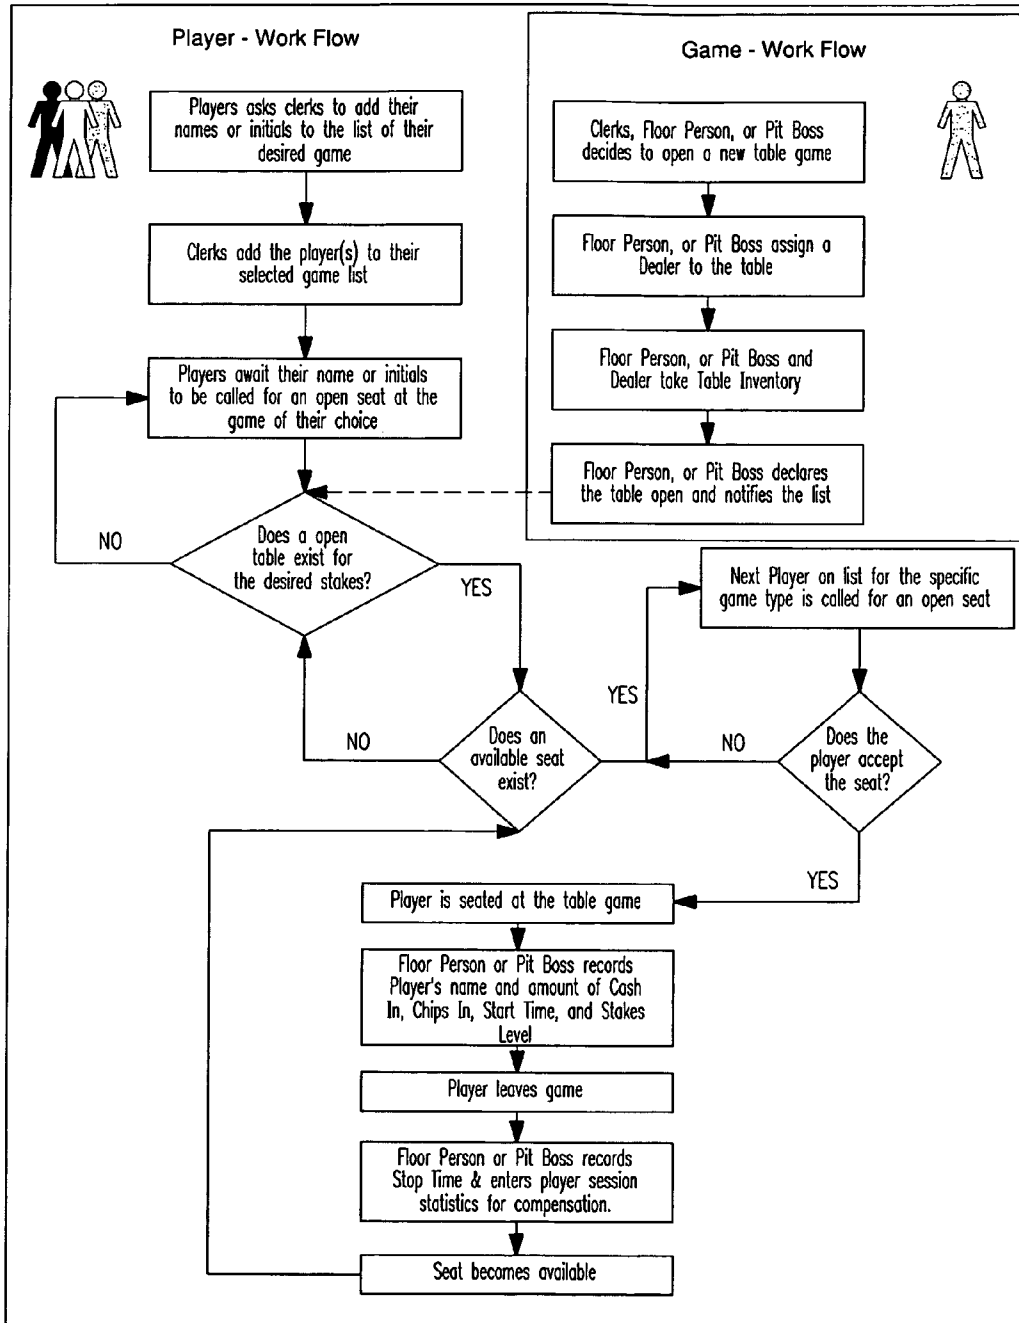 Player - Work Flow
Players asks clerks to add their
names or initials to the list of their
desired game
Clerks add the player(s) to their
selected game list
Players await their name or initials
to be called for an open seat at the
game of their choice
Game - Work Flow
Clerks, Floor Person, or Pit Boss
decides to open a new table game
Floor Person, or Pit Boss assign a
Dealer to the table
Floor Person, or Pit Boss and
Dealer take Table Inventory
Floor Person, or Pit Boss declares
the table open and notifies the list
Does a open
table exist for
the desired stakes?
NO
YES
Next Player on list for the specific
game type is called for an open seat
Does an
available seat
exist?
NO
YES
Does the
player accept
the seat?
NO
YES
Player is seated at the table game
Floor Person or Pit Boss records
Player's name and amount of Cash
In, Chips In, Start Time, and Stakes
Level
Player leaves game
Floor Person or Pit Boss records
Stop Time & enters player session
statistics for compensation.
Seat becomes available